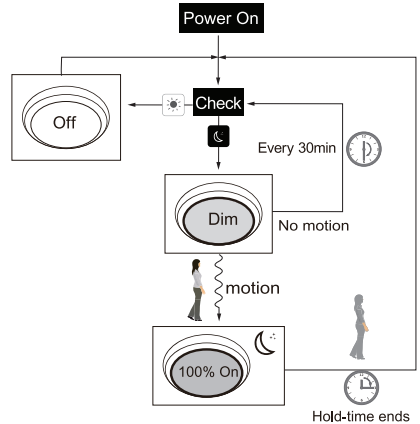 Power On
Check
Off
Every 30min
Dim
No motion
motion
100% On
Hold-time ends